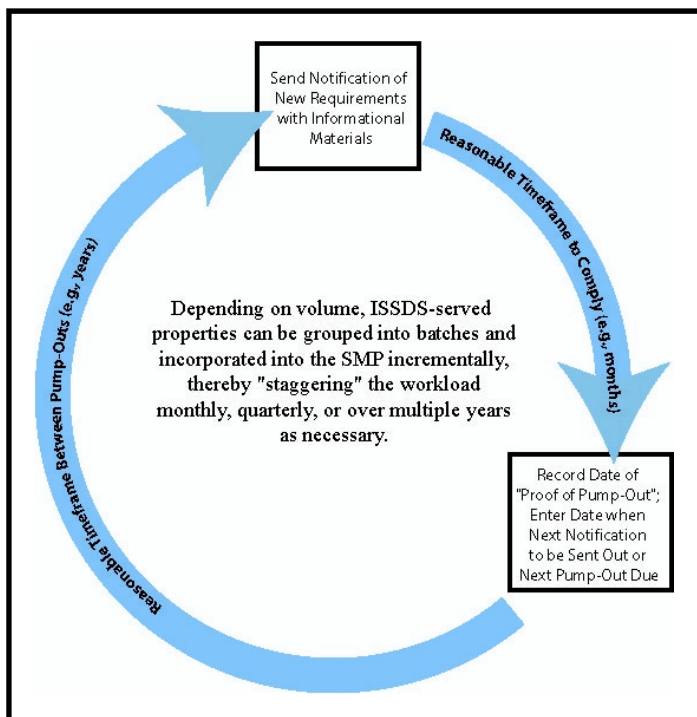 Send Notification of
New Requirements
with Informational
Materials
Reasonable Timeframe to Comply (e.g., months)
Reasonable Timeframe Between Pump-Outs (e.g., years)
Depending on volume, ISSDS-served
properties can be grouped into batches and
incorporated into the SMP incrementally,
thereby "staggering" the workload
monthly, quarterly, or over multiple years
as necessary.
Record Date of
"Proof of Pump-Out";
Enter Date when
Next Notification
to be Sent Out or
Next Pump-Out Due